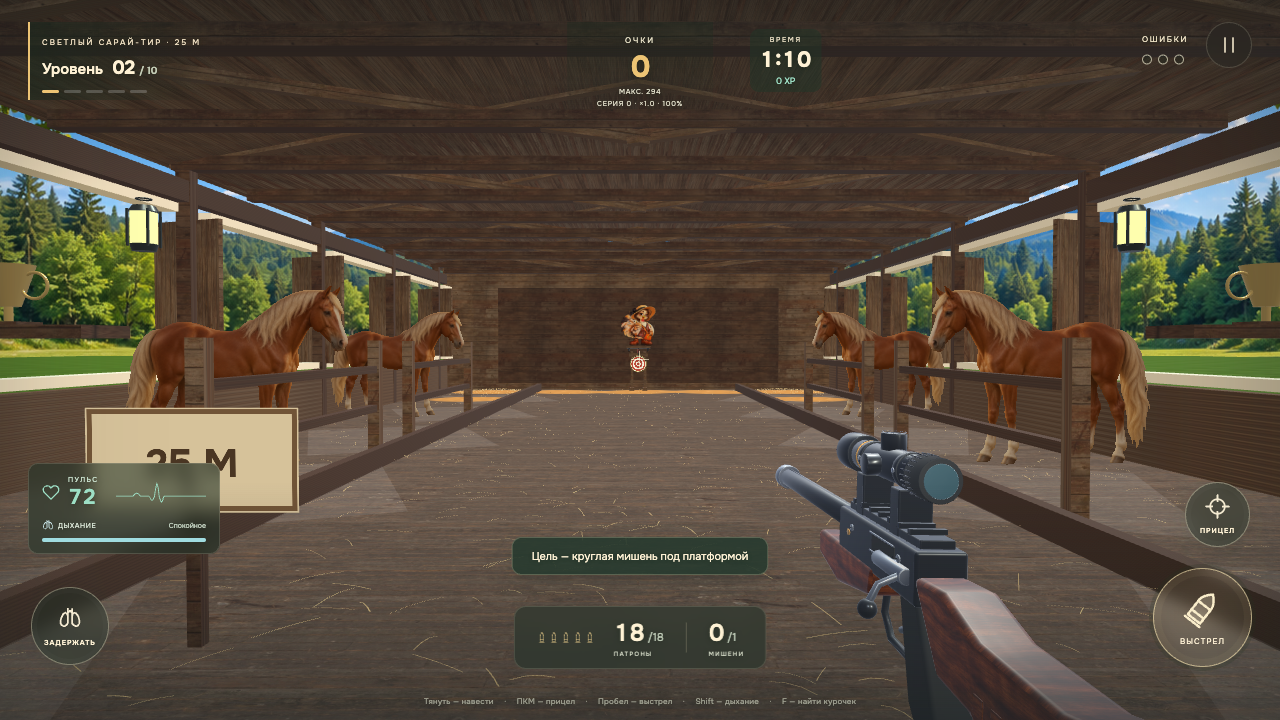 СВЕТЛЫЙ САРАЙ-ТИР · 25 М
Уровень 02 / 10
ОЧКИ
0
МАКС. 294
СЕРИЯ 0 · ×1.0 · 100%
ВРЕМЯ
1:10
0 XP
ОШИБКИ
25 М
ПУЛЬС
72
ДЫХАНИЕ Спокойное
ЗАДЕРЖАТЬ
Цель — круглая мишень под платформой
18 /18
ПАТРОНЫ
0 /1
МИШЕНИ
ПРИЦЕЛ
ВЫСТРЕЛ
Тянуть — навести · ПКМ — прицел · Пробел — выстрел · Shift — дыхание · F — найти курочек